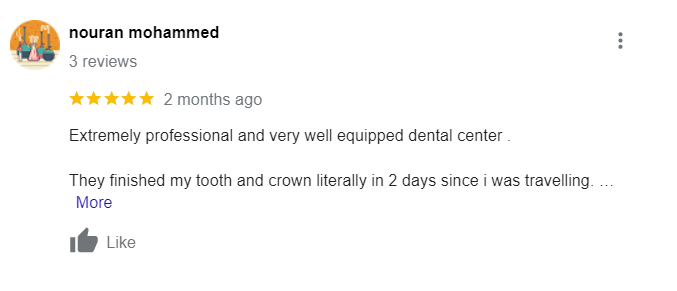 nouran mohammed
3 reviews
2 months ago
Extremely professional and very well equipped dental center .
They finished my tooth and crown literally in 2 days since i was travelling. …
More
Like